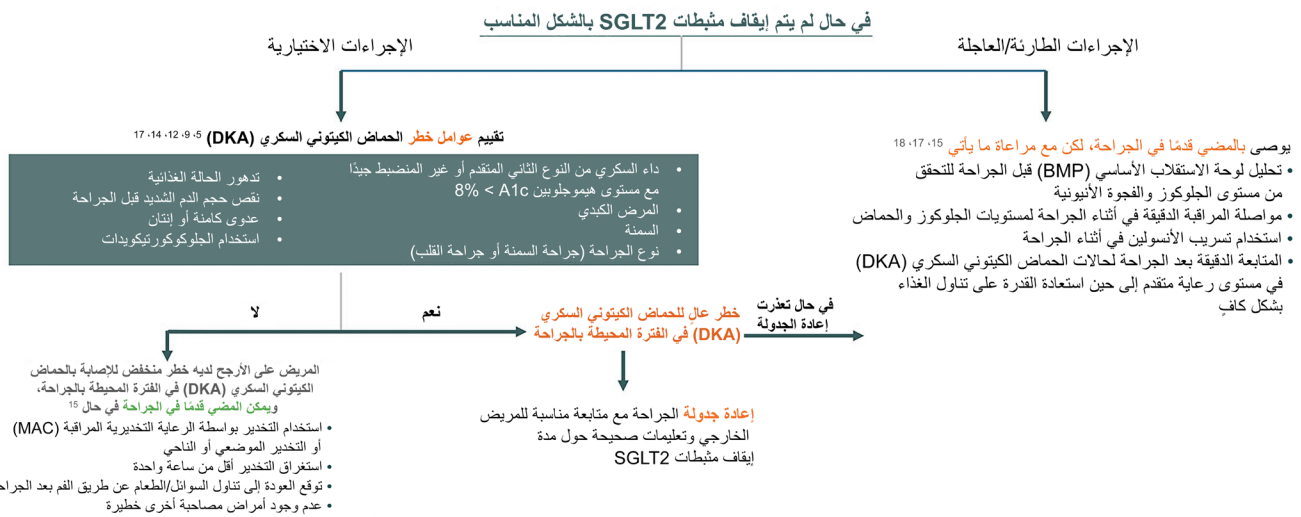 في حال لم يتم إيقاف مثبطات SGLT2 بالشكل المناسب
الإجراءات الطارئة/العاجلة
الإجراءات الاختيارية
يوصى بالمضي قدمًا في الجراحة، لكن مع مراعاة ما يأتي 15، 17، 18
• تحليل لوحة الاستقلاب الأساسي (BMP) قبل الجراحة للتحقق
من مستوى الجلوكوز والفجوة الأنيونية
• مواصلة المراقبة الدقيقة في أثناء الجراحة لمستويات الجلوكوز والحماض
• استخدام تسريب الأنسولين في أثناء الجراحة
• المتابعة الدقيقة بعد الجراحة لحالات الحماض الكيتوني السكري (DKA)
في مستوى رعاية متقدم إلى حين استعادة القدرة على تناول الغذاء
بشكل كافٍ
تقييم عوامل خطر الحماض الكيتوني السكري (DKA) 5، 9، 12، 14، 17
• داء السكري من النوع الثاني المتقدم أو غير المنضبط جيدًا
مع مستوى هيموجلوبين A1c > 8%
• المرض الكبدي
• السمنة
• نوع الجراحة (جراحة السمنة أو جراحة القلب)
• تدهور الحالة الغذائية
• نقص حجم الدم الشديد قبل الجراحة
• عدوى كامنة أو إنتان
• استخدام الجلوكوكورتيكويدات
نعم
لا
خطر عالٍ للحماض الكيتوني السكري
(DKA) في الفترة المحيطة بالجراحة
في حال تعذرت
إعادة الجدولة
إعادة جدولة الجراحة مع متابعة مناسبة للمريض
الخارجي وتعليمات صحيحة حول مدة
إيقاف مثبطات SGLT2
المريض على الأرجح لديه خطر منخفض للإصابة بالحماض
الكيتوني السكري (DKA) في الفترة المحيطة بالجراحة،
ويمكن المضي قدمًا في الجراحة في حال 15
• استخدام التخدير بواسطة الرعاية التخديرية المراقبة (MAC)
أو التخدير الموضعي أو الناحي
• استغراق التخدير أقل من ساعة واحدة
• توقع العودة إلى تناول السوائل/الطعام عن طريق الفم بعد
• عدم وجود أمراض مصاحبة أخرى خطيرة